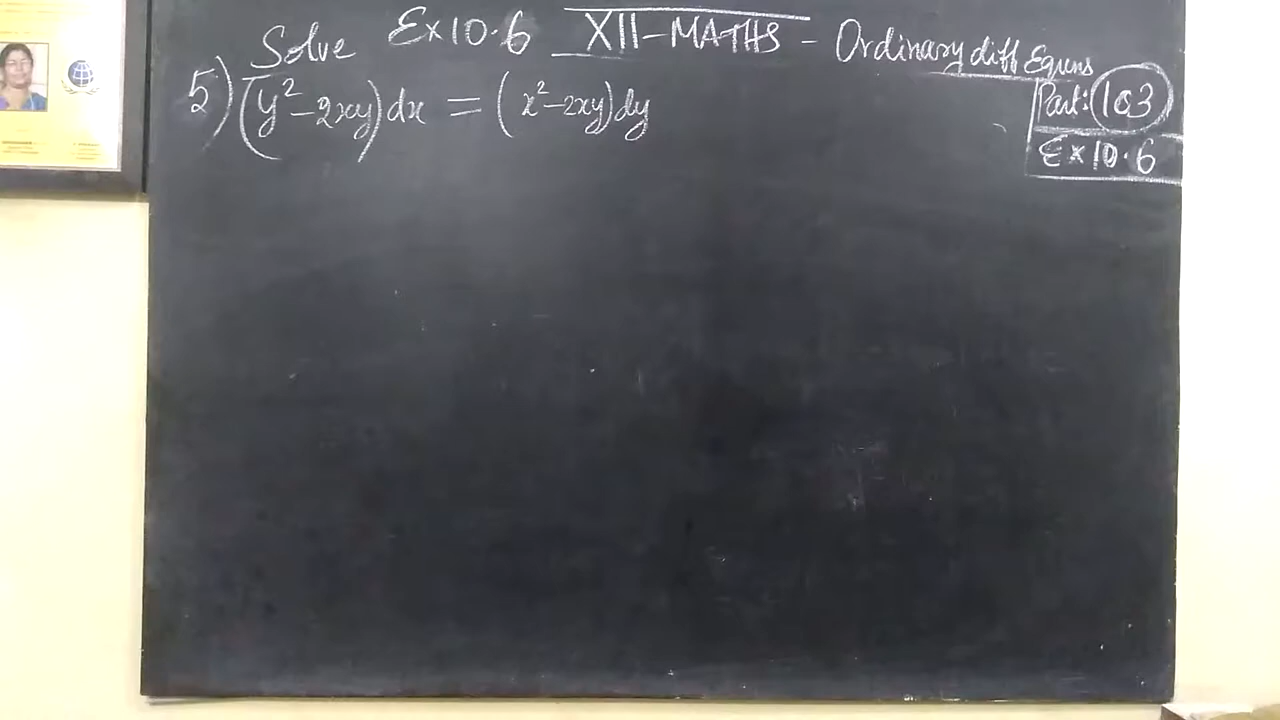 Solve Ex 10.6 XII-MATHS - Ordinary diff Equns
5) (y²-2xy)dx = (x²-2xy)dy
Part: 103
Ex 10.6